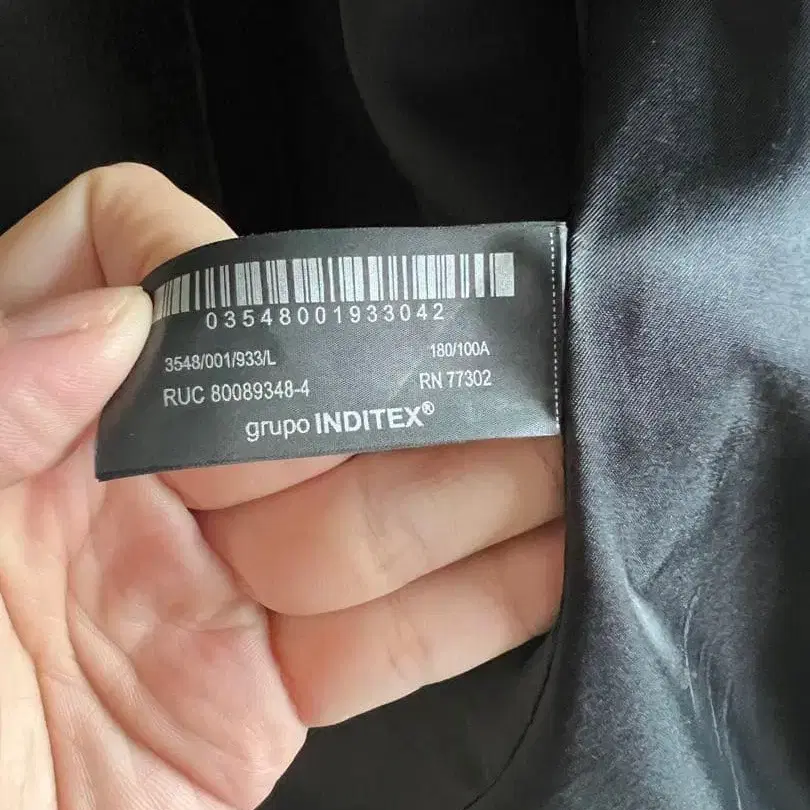 03548001933042
3548/001/933/L 180/100A
RUC 80089348-4 RN 77302
grupo INDITEX®